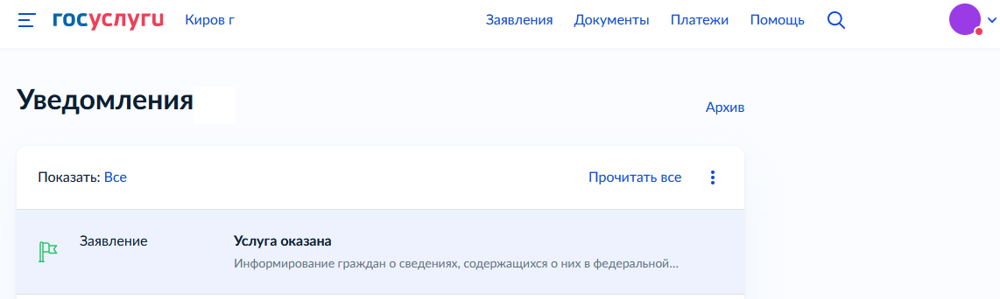 госуслуги Киров г Заявления Документы Платежи Помощь
Уведомления
Архив
Показать: Все Прочитать все
Заявление Услуга оказана
Информирование граждан о сведениях, содержащихся о них в федеральной...